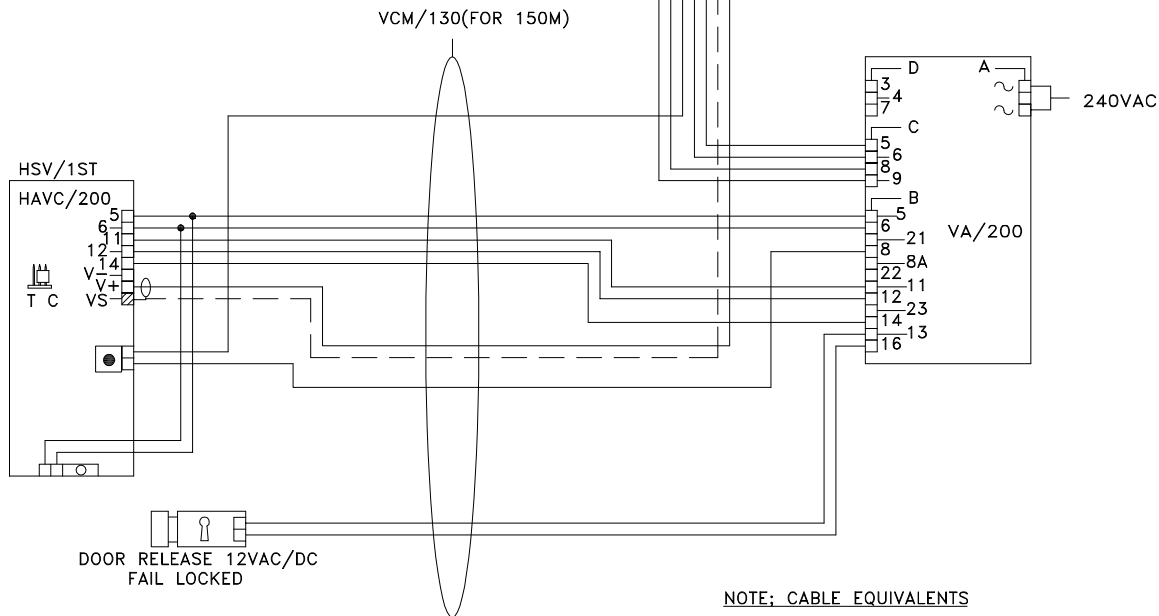 VCM/130(FOR 150M)
D
A
3
4
7
240VAC
C
5
6
8
9
HSV/1ST
HAVC/200
5
6
11
12
14
V-
V+
VS
T C
B
5
6
21
8
8A
22
11
12
23
14
13
16
VA/200
DOOR RELEASE 12VAC/DC
FAIL LOCKED
NOTE; CABLE EQUIVALENTS